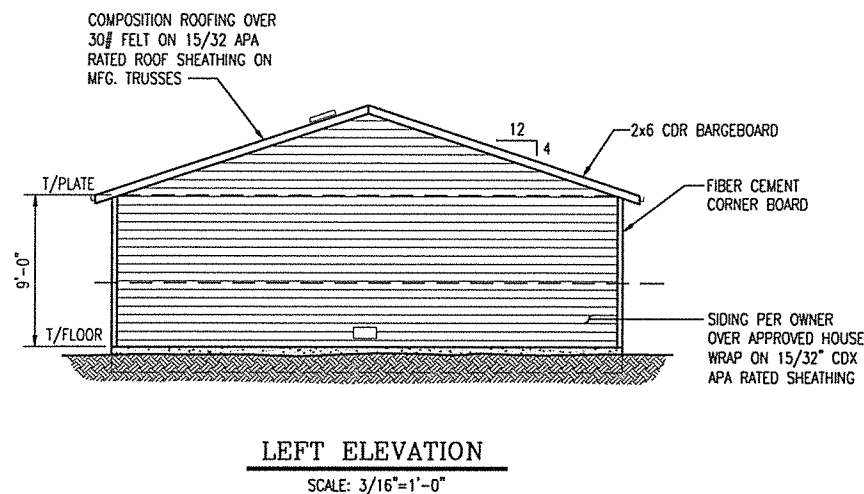 COMPOSITION ROOFING OVER
30# FELT ON 15/32 APA
RATED ROOF SHEATHING ON
MFG. TRUSSES
12
4
2x6 CDR BARGEBOARD
T/PLATE
FIBER CEMENT
CORNER BOARD
9'-0"
T/FLOOR
SIDING PER OWNER
OVER APPROVED HOUSE
WRAP ON 15/32" CDX
APA RATED SHEATHING
LEFT ELEVATION
SCALE: 3/16"=1'-0"